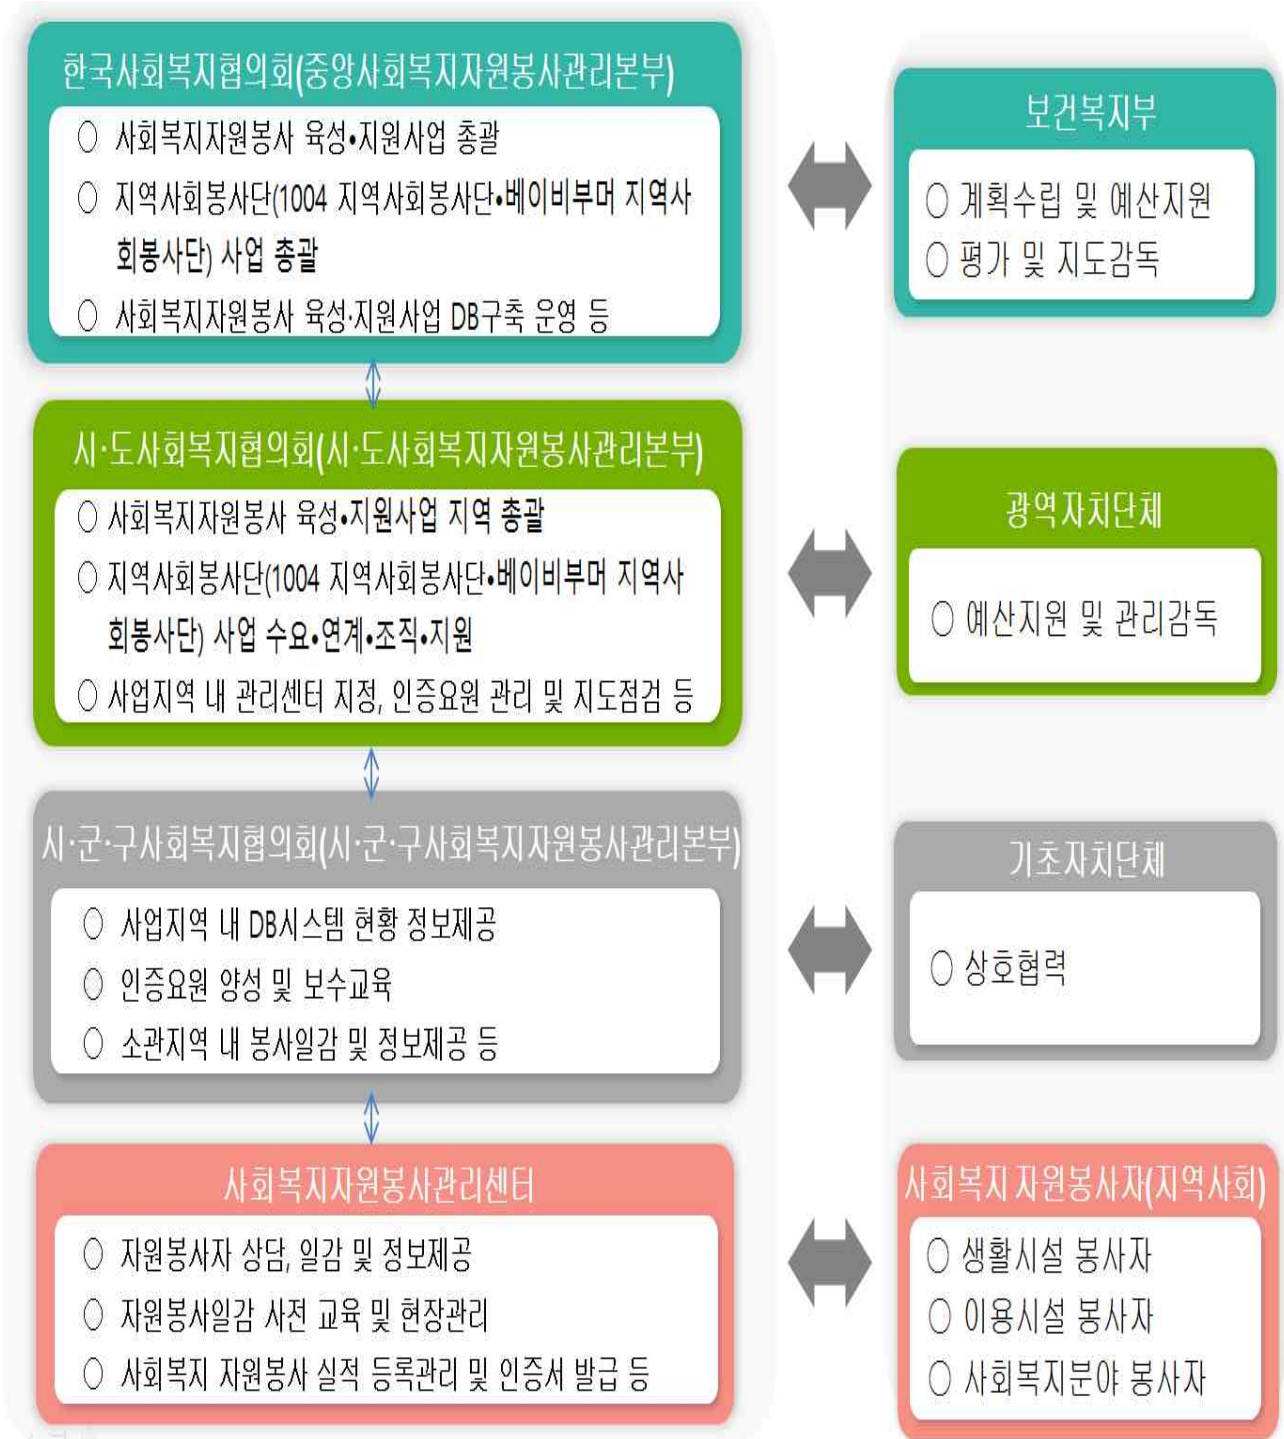 한국사회복지협의회(중앙사회복지자원봉사관리본부)
○ 사회복지자원봉사 육성•지원사업 총괄
○ 지역사회봉사단(1004 지역사회봉사단•베이비부머 지역사
회봉사단) 사업 총괄
○ 사회복지자원봉사 육성·지원사업 DB구축 운영 등
보건복지부
○ 계획수립 및 예산지원
○ 평가 및 지도감독
시·도사회복지협의회(시·도사회복지자원봉사관리본부)
○ 사회복지자원봉사 육성•지원사업 지역 총괄
○ 지역사회봉사단(1004 지역사회봉사단•베이비부머 지역사
회봉사단) 사업 수요•연계•조직•지원
○ 사업지역 내 관리센터 지정, 인증요원 관리 및 지도점검 등
광역자치단체
○ 예산지원 및 관리감독
시·군·구사회복지협의회(시·군·구사회복지자원봉사관리본부)
○ 사업지역 내 DB시스템 현황 정보제공
○ 인증요원 양성 및 보수교육
○ 소관지역 내 봉사일감 및 정보제공 등
기초자치단체
○ 상호협력
사회복지자원봉사관리센터
○ 자원봉사자 상담, 일감 및 정보제공
○ 자원봉사일감 사전 교육 및 현장관리
○ 사회복지 자원봉사 실적 등록관리 및 인증서 발급 등
사회복지 자원봉사자(지역사회)
○ 생활시설 봉사자
○ 이용시설 봉사자
○ 사회복지분야 봉사자